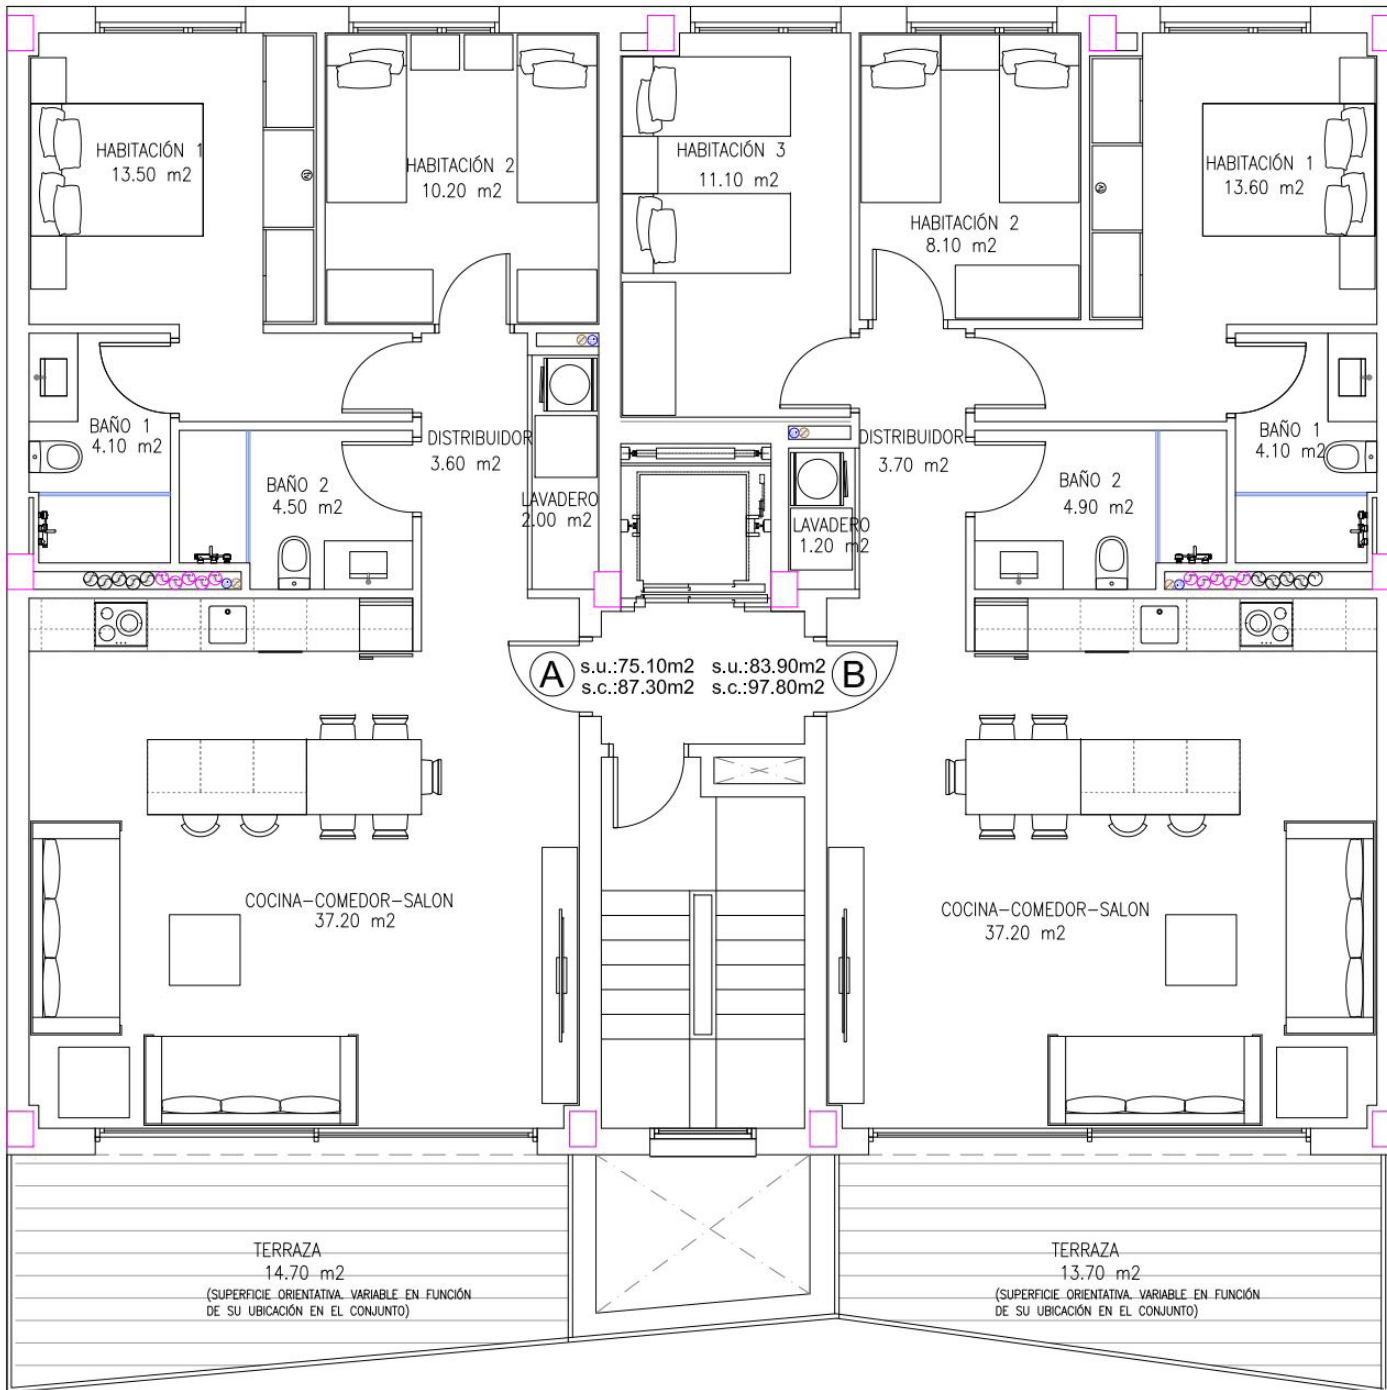 HABITACIÓN 1
13.50 m2
HABITACIÓN 2
10.20 m2
HABITACIÓN 3
11.10 m2
HABITACIÓN 2
8.10 m2
HABITACIÓN 1
13.60 m2
BAÑO 1
4.10 m2
BAÑO 2
4.50 m2
DISTRIBUIDOR
3.60 m2
LAVADERO
2.00 m2
DISTRIBUIDOR
3.70 m2
LAVADERO
1.20 m2
BAÑO 2
4.90 m2
BAÑO 1
4.10 m2
A
s.u.:75.10m2
s.c.:87.30m2
s.u.:83.90m2
s.c.:97.80m2
B
COCINA-COMEDOR-SALON
37.20 m2
COCINA-COMEDOR-SALON
37.20 m2
TERRAZA
14.70 m2
(SUPERFICIE ORIENTATIVA. VARIABLE EN FUNCIÓN
DE SU UBICACIÓN EN EL CONJUNTO)
TERRAZA
13.70 m2
(SUPERFICIE ORIENTATIVA. VARIABLE EN FUNCIÓN
DE SU UBICACIÓN EN EL CONJUNTO)